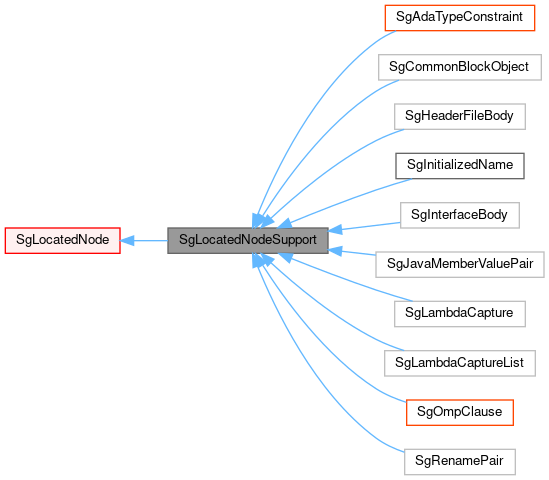 SgLocatedNode
SgLocatedNodeSupport
SgAdaTypeConstraint
SgCommonBlockObject
SgHeaderFileBody
SgInitializedName
SgInterfaceBody
SgJavaMemberValuePair
SgLambdaCapture
SgLambdaCaptureList
SgOmpClause
SgRenamePair